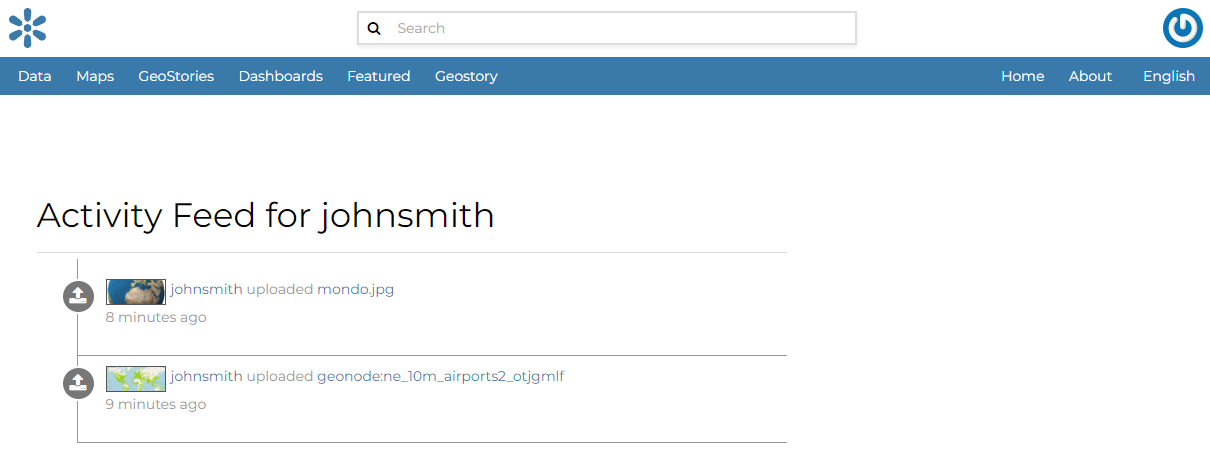 Search
Data Maps GeoStories Dashboards Featured Geostory Home About English
Activity Feed for johnsmith
johnsmith uploaded mondo.jpg
8 minutes ago
johnsmith uploaded geonode:ne_10m_airports2_otjgmlf
9 minutes ago